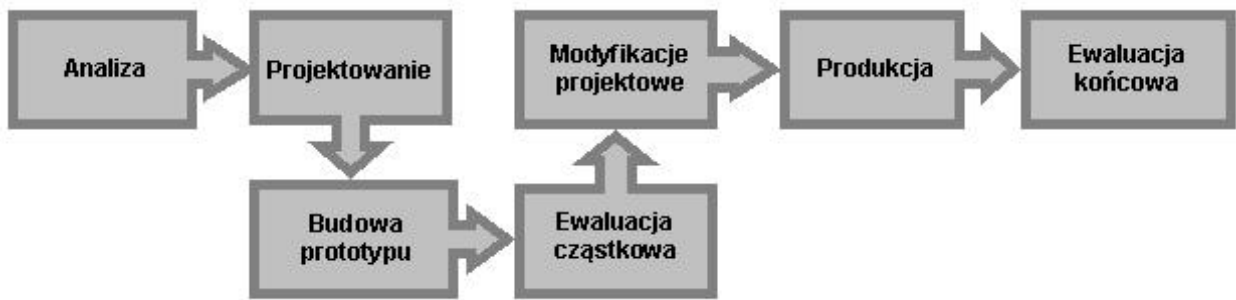 Analiza
Projektowanie
Budowa
prototypu
Ewaluacja
cząstkowa
Modyfikacje
projektowe
Produkcja
Ewaluacja
końcowa